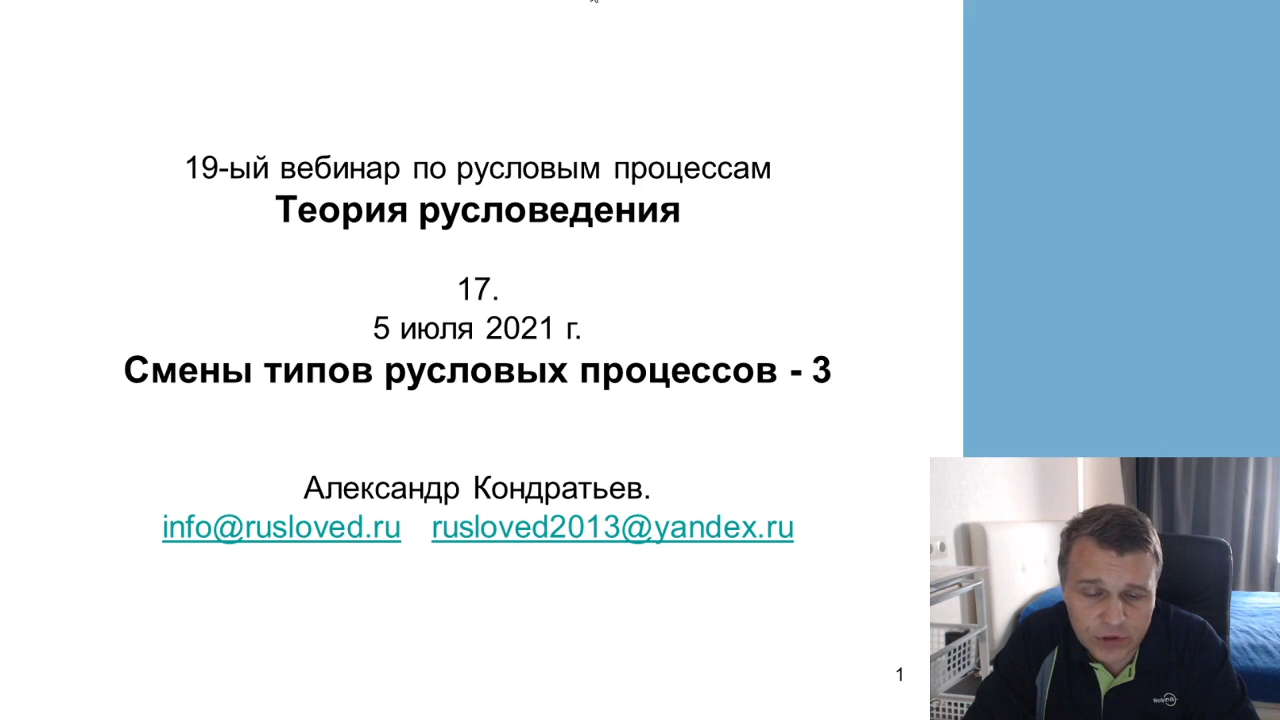 19-ый вебинар по русловым процессам
Теория русловедения
17.
5 июля 2021 г.
Смены типов русловых процессов - 3
Александр Кондратьев.
info@rusloved.ru rusloved2013@yandex.ru
1